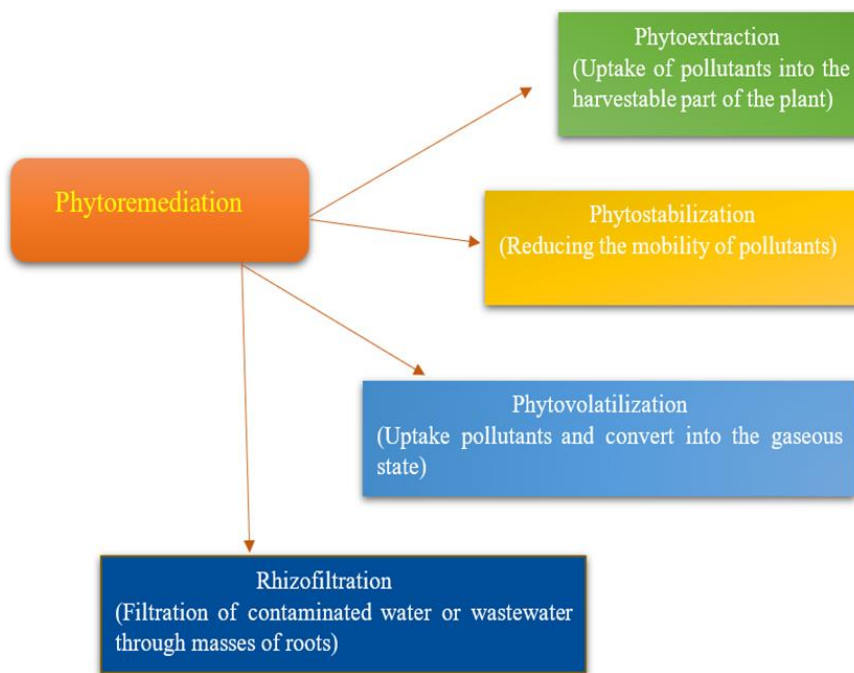 Phytoextraction
(Uptake of pollutants into the
harvestable part of the plant)
Phytoremediation
Phytostabilization
(Reducing the mobility of pollutants)
Phytovolatilization
(Uptake pollutants and convert into the gaseous
state)
Rhizofiltration
(Filtration of contaminated water or wastewater
through masses of roots)